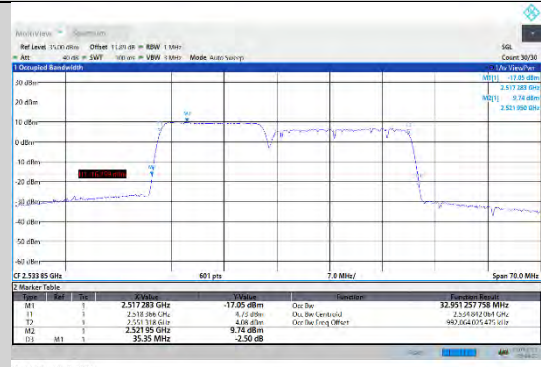 MultiView Spectrum
Ref Level 35.00 dBm Offset 11.89 dB RBW 1 MHz SGL
Att 40 dB SWT 100 ms VBW 3 MHz Mode Auto Sweep Count 30/30
1 Occupied Bandwidth 1Av ViewPwr
M1[1] -17.05 dBm
2.517 283 GHz
M2[1] 9.74 dBm
2.521 950 GHz
30 dBm
20 dBm
10 dBm
M2
0 dBm
-10 dBm
M1
-20 dBm
-30 dBm
-40 dBm
-50 dBm
-60 dBm
CF 2.533 85 GHz 601 pts 7.0 MHz/ Span 70.0 MHz
2 Marker Table
Type Ref Trc X-Value Y-Value Function Function Result
M1 1 2.517 283 GHz -17.05 dBm Occ Bw 32.951 257 758 MHz
T1 1 2.518 366 GHz 4.73 dBm Occ Bw Centroid 2.534 842 064 GHz
T2 1 2.551 318 GHz 4.08 dBm Occ Bw Freq Offset 992.064 025 475 kHz
M2 1 2.521 95 GHz 9.74 dBm
D3 M1 1 35.35 MHz -2.50 dB